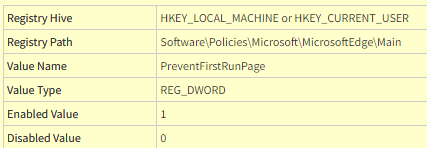 Registry Hive HKEY_LOCAL_MACHINE or HKEY_CURRENT_USER
Registry Path Software\Policies\Microsoft\MicrosoftEdge\Main
Value Name PreventFirstRunPage
Value Type REG_DWORD
Enabled Value 1
Disabled Value 0